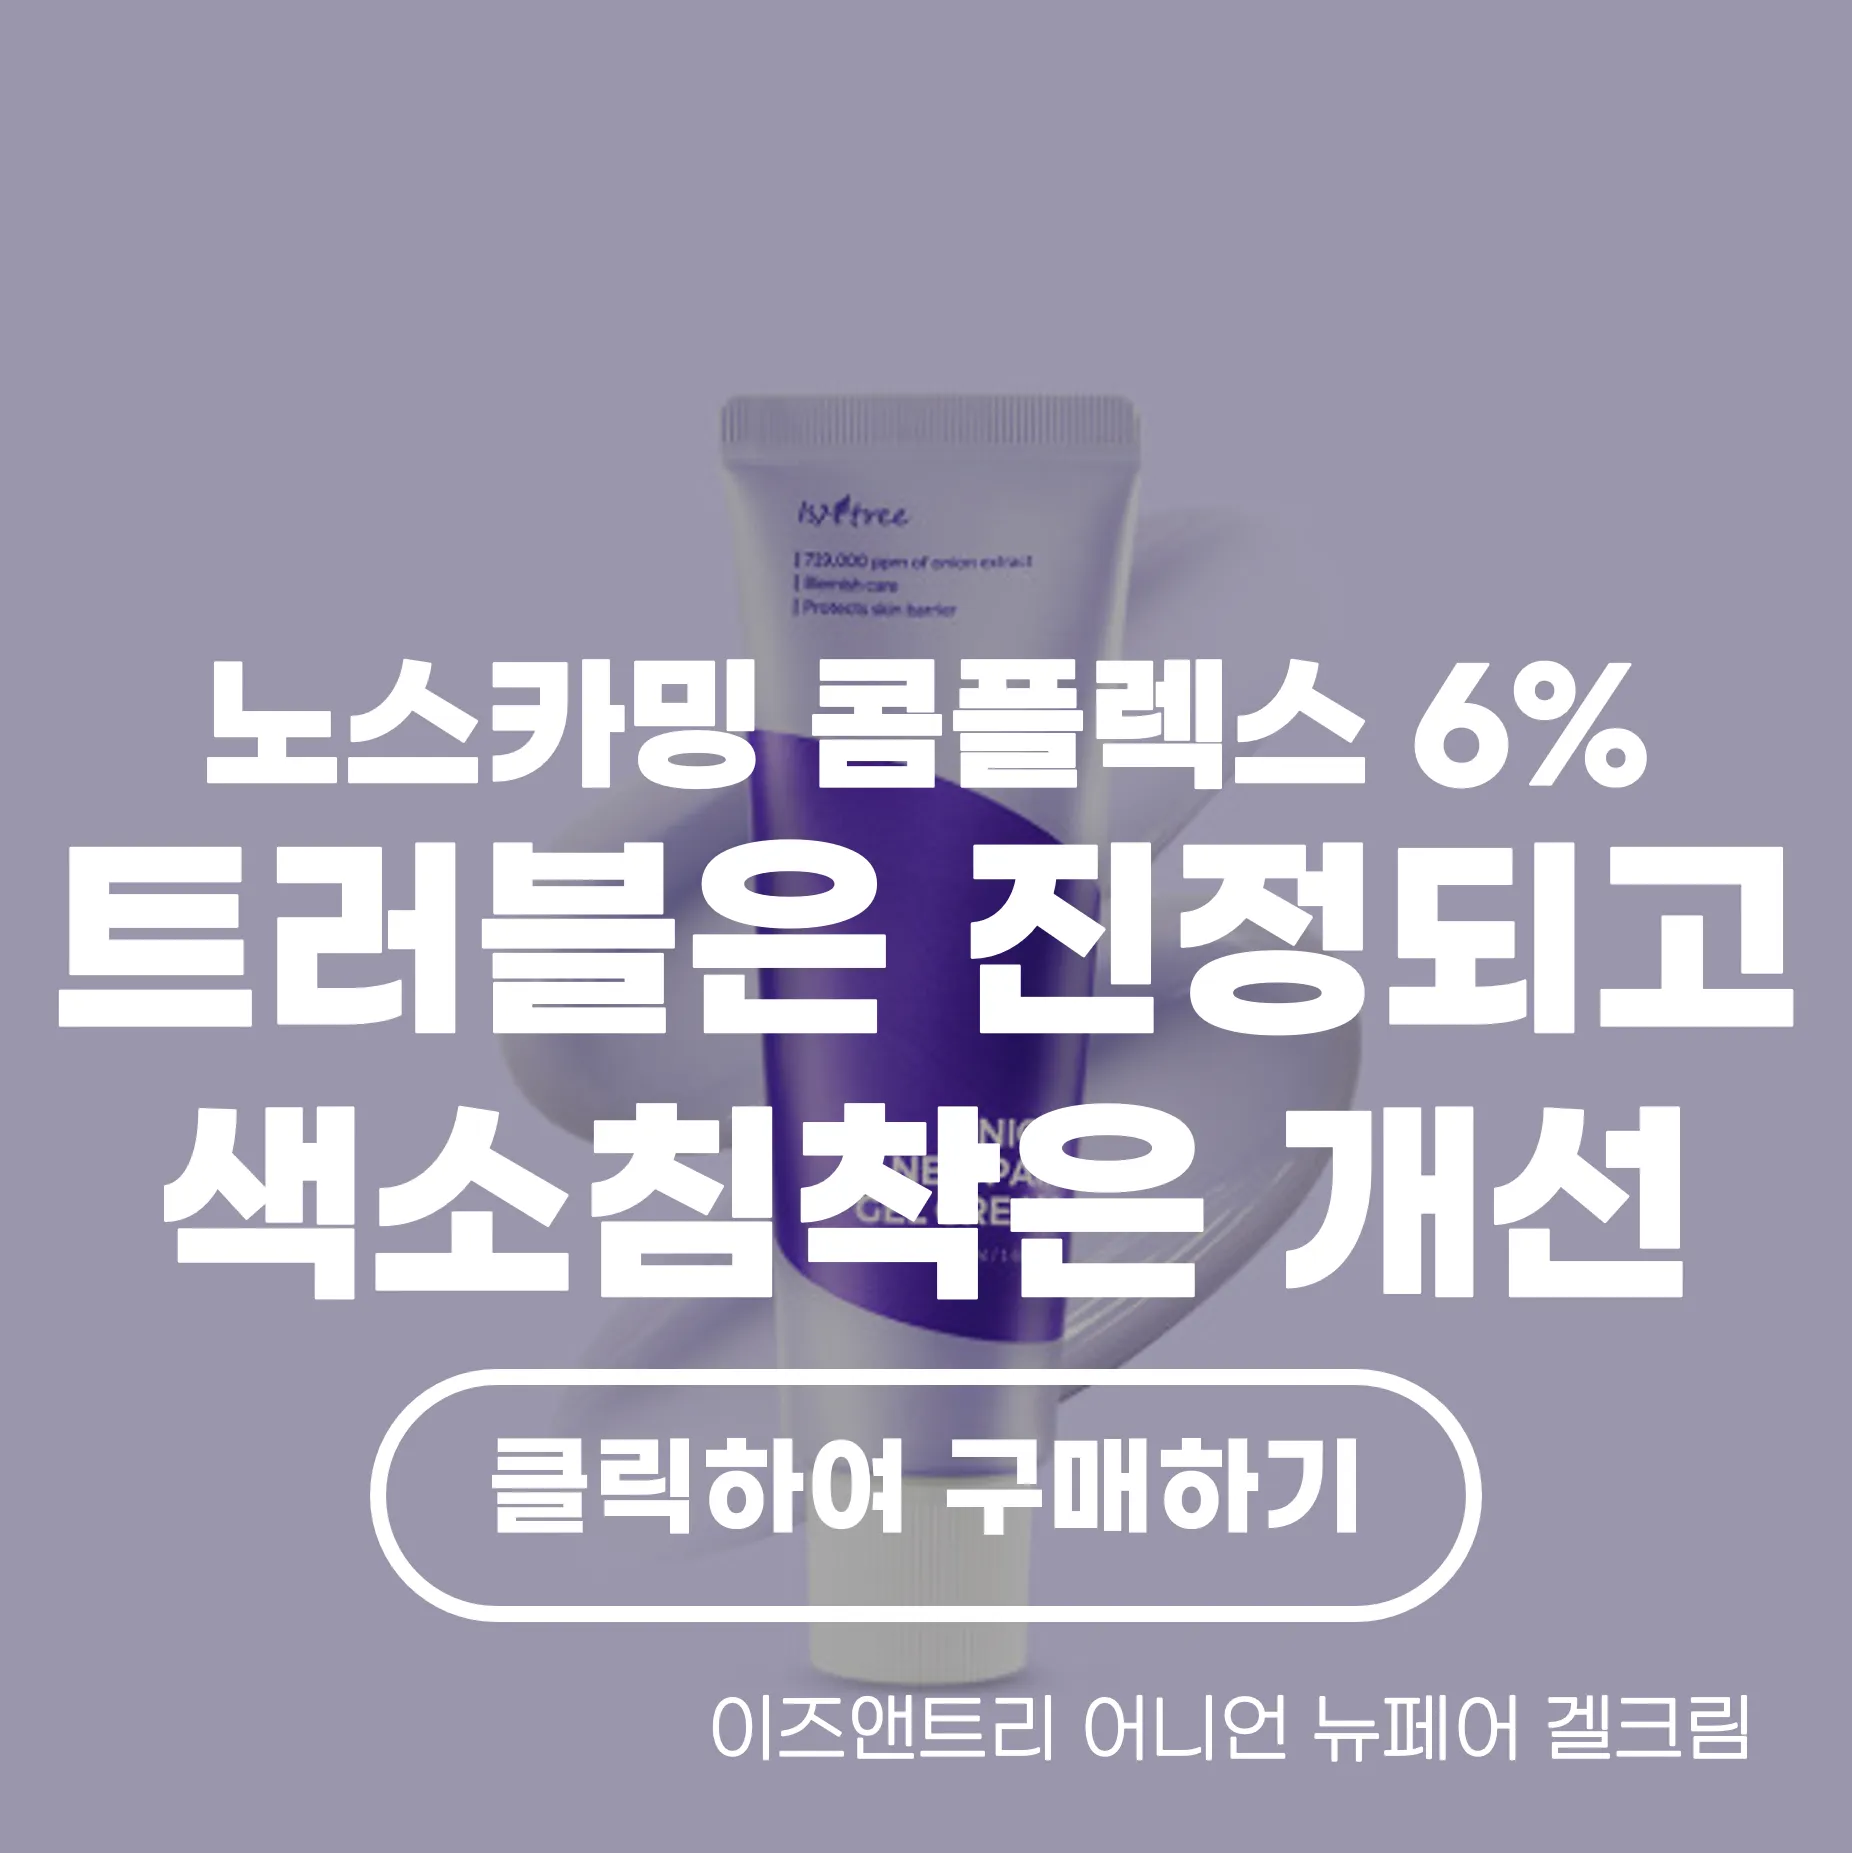 isntree
719,000 ppm of onion extract
Blemish care
Protects skin barrier
노스카밍 콤플렉스 6%
트러블은 진정되고
색소침착은 개선
클릭하여 구매하기
이즈앤트리 어니언 뉴페어 겔크림